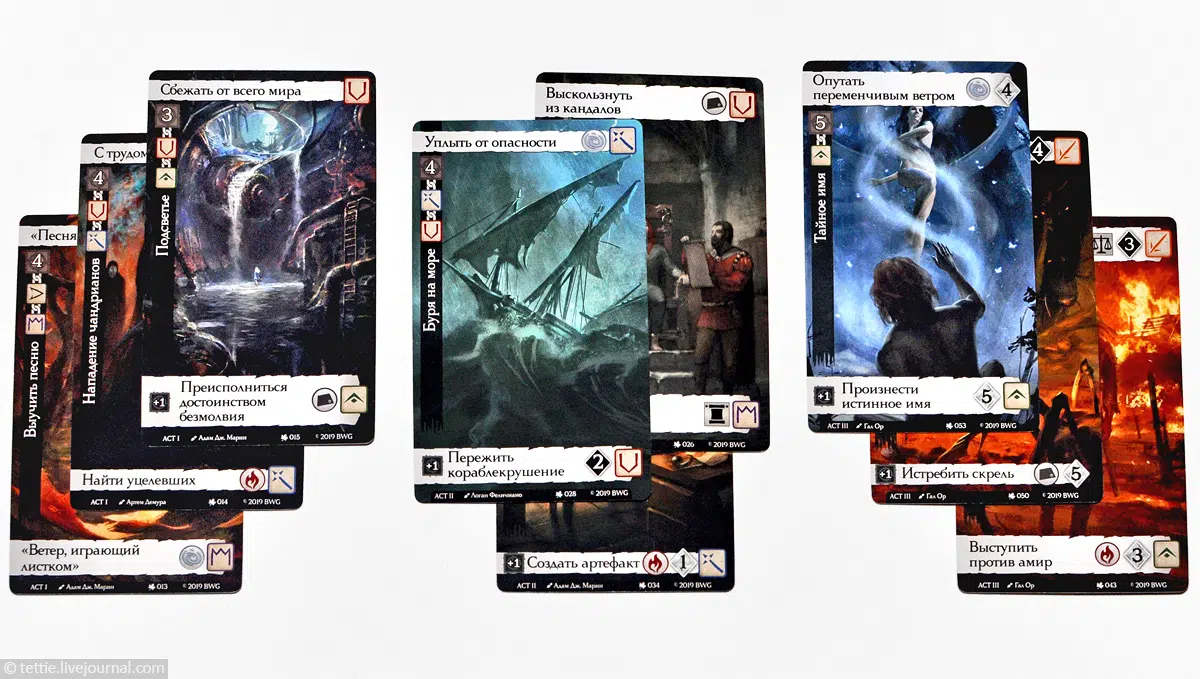 Сбежать от всего мира
3
Подсветье
+1
Преисполниться
достоинством
безмолвия
ACT I Адам Дж. Марин 015 © 2019 BWG
С трудом
4
Нападение чандрианов
Найти уцелевших
ACT I Артем Демура 014 © 2019 BWG
«Песня
4
Выучить песню
«Ветер, играющий
листком»
ACT I Адам Дж. Марин 013 © 2019 BWG
Выскользнуть
из кандалов
026 © 2019 BWG
Уплыть от опасности
4
Буря на море
+1
Пережить
кораблекрушение
2
ACT II Логан Феличиано 028 © 2019 BWG
+1
Создать артефакт
1
ACT II Адам Дж. Марин 034 © 2019 BWG
Опутать
переменчивым ветром
4
5
Тайное имя
+1
Произнести
истинное имя
5
ACT III Гал Ор 053 © 2019 BWG
4
+1
Истребить скрель
5
ACT III Гал Ор 050 © 2019 BWG
3
Выступить
против амир
3
ACT III Гал Ор 043 © 2019 BWG
© tettie.livejournal.com